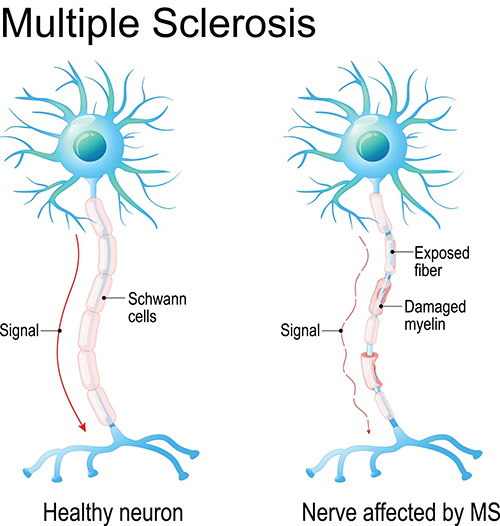 Multiple Sclerosis
Schwann
cells
Signal
Healthy neuron
Exposed
fiber
Damaged
myelin
Signal
Nerve affected by MS